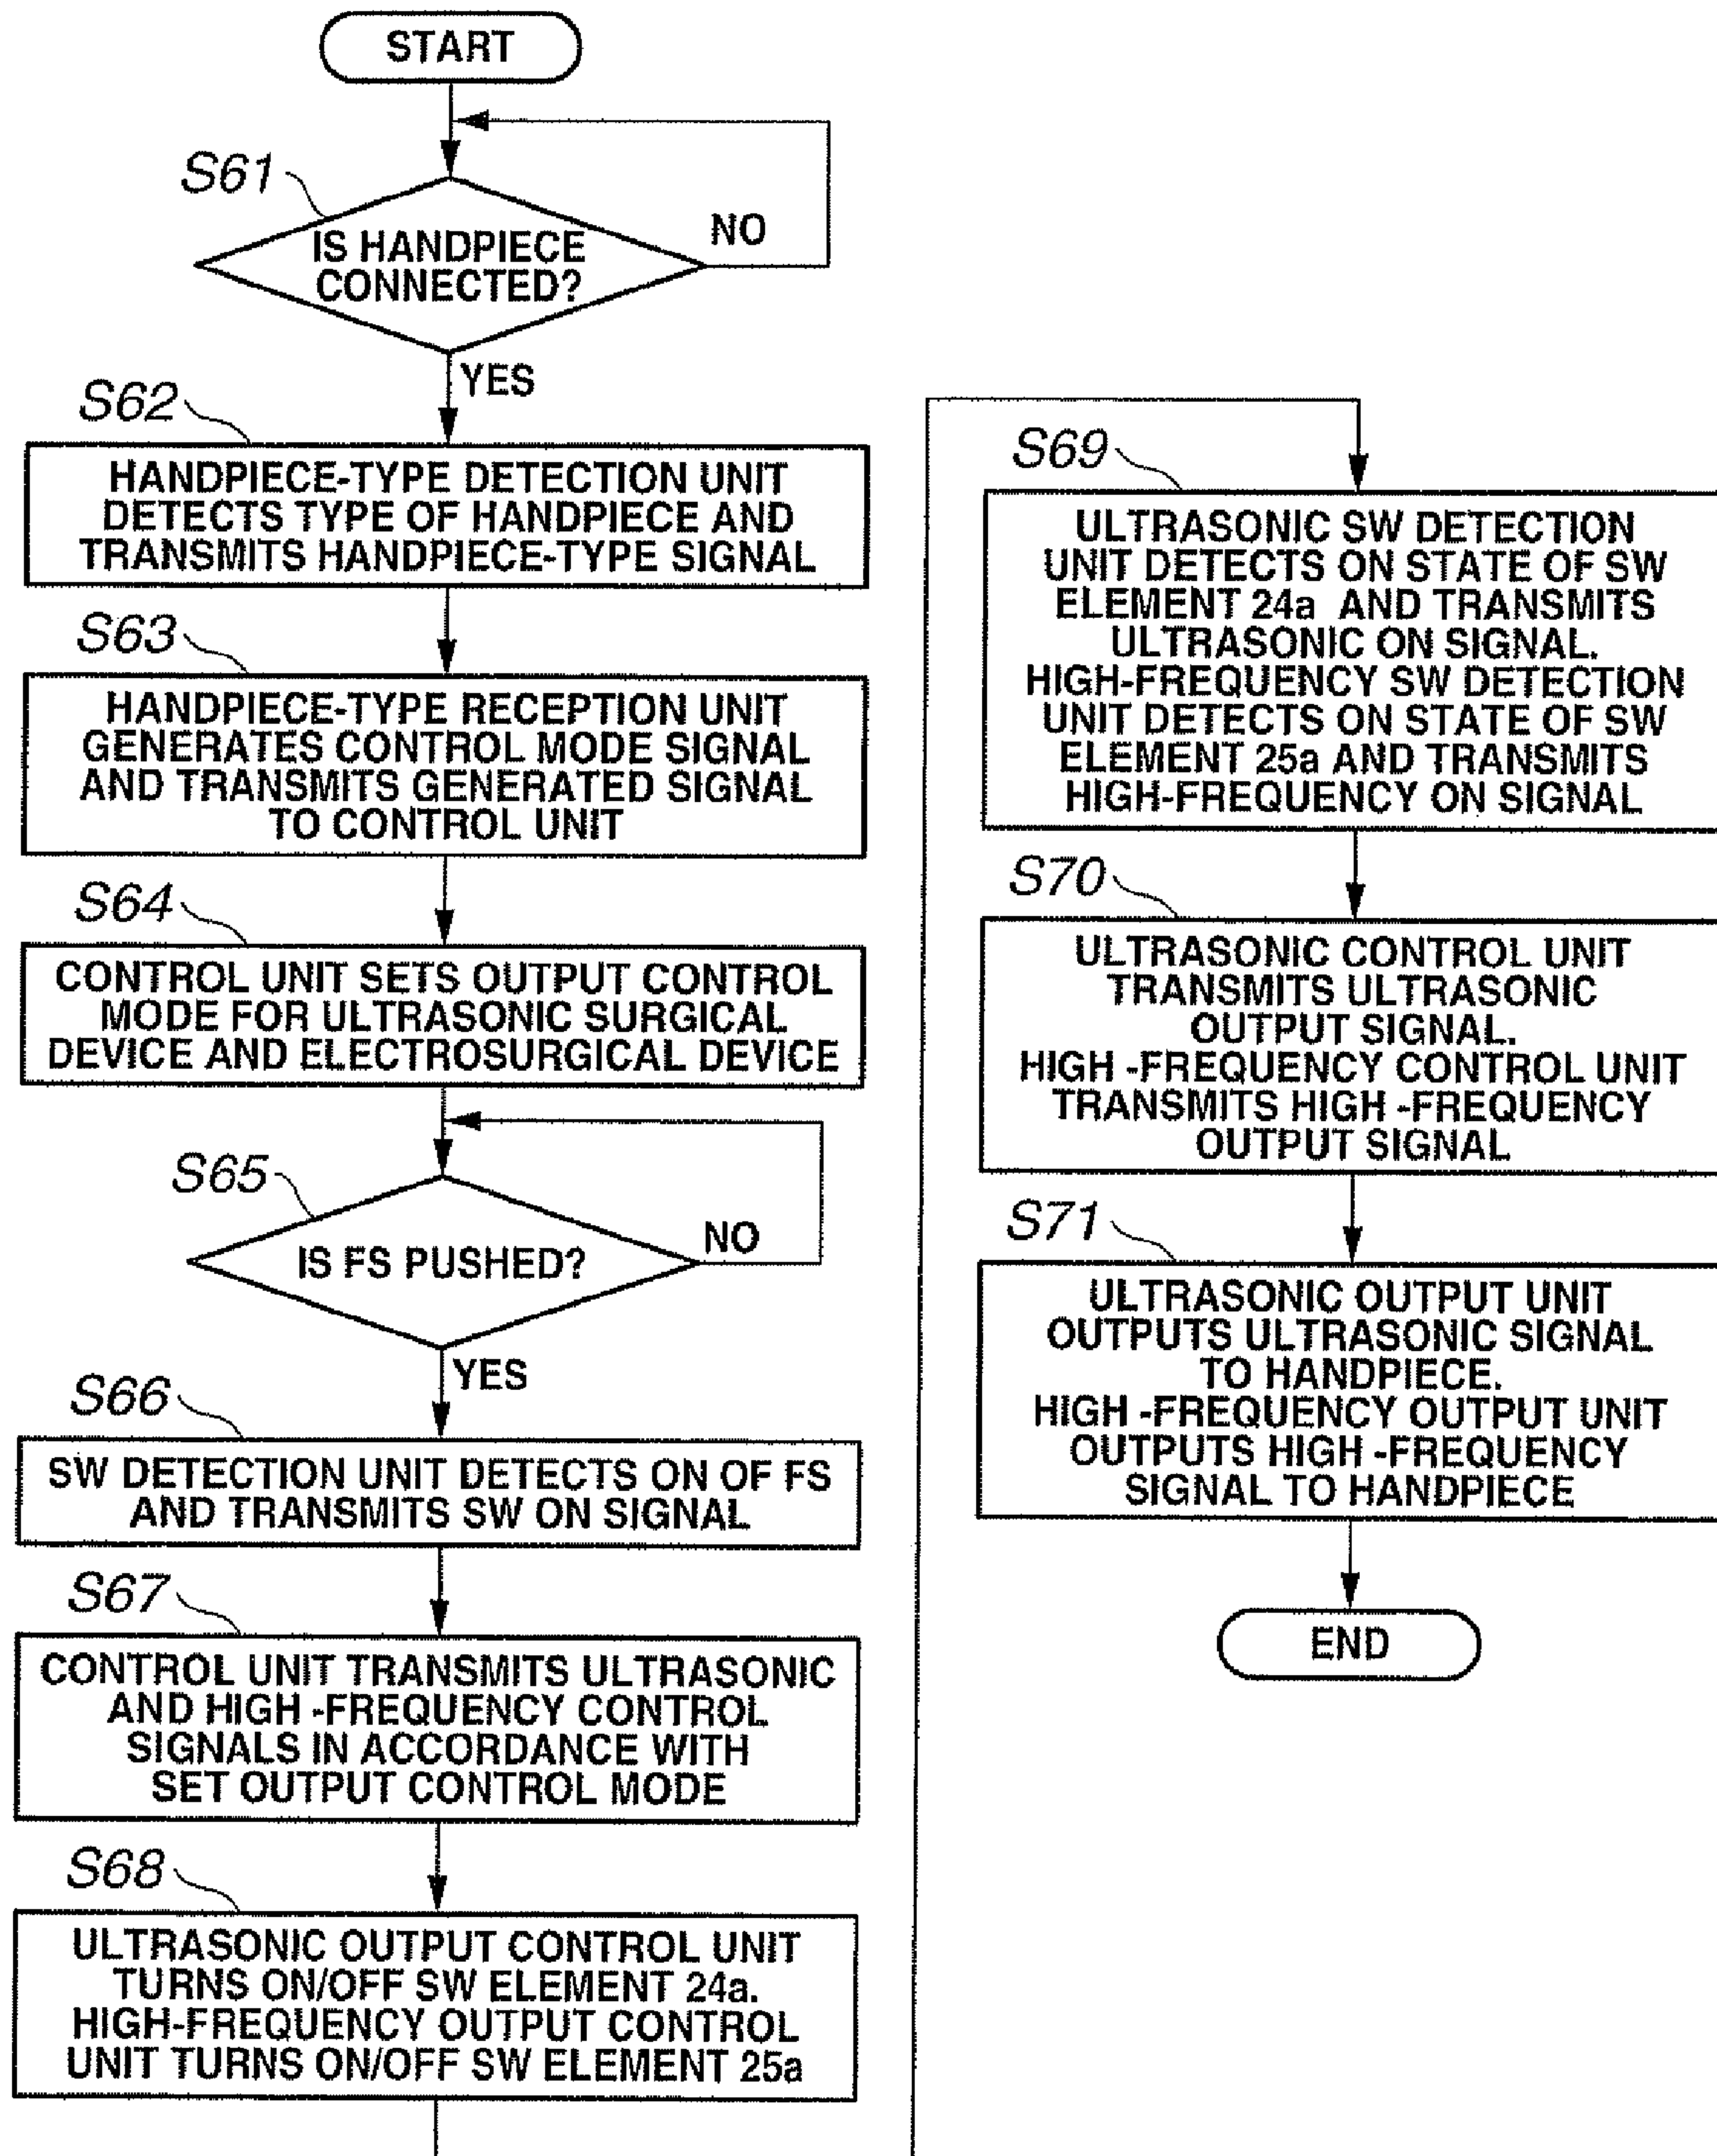 START
S61
IS HANDPIECE
CONNECTED?
NO
YES
S62
HANDPIECE-TYPE DETECTION UNIT
DETECTS TYPE OF HANDPIECE AND
TRANSMITS HANDPIECE-TYPE SIGNAL
S63
HANDPIECE-TYPE RECEPTION UNIT
GENERATES CONTROL MODE SIGNAL
AND TRANSMITS GENERATED SIGNAL
TO CONTROL UNIT
S64
CONTROL UNIT SETS OUTPUT CONTROL
MODE FOR ULTRASONIC SURGICAL
DEVICE AND ELECTROSURGICAL DEVICE
S65
IS FS PUSHED?
NO
YES
S66
SW DETECTION UNIT DETECTS ON OF FS
AND TRANSMITS SW ON SIGNAL
S67
CONTROL UNIT TRANSMITS ULTRASONIC
AND HIGH -FREQUENCY CONTROL
SIGNALS IN ACCORDANCE WITH
SET OUTPUT CONTROL MODE
S68
ULTRASONIC OUTPUT CONTROL UNIT
TURNS ON/OFF SW ELEMENT 24a.
HIGH-FREQUENCY OUTPUT CONTROL
UNIT TURNS ON/OFF SW ELEMENT 25a
S69
ULTRASONIC SW DETECTION
UNIT DETECTS ON STATE OF SW
ELEMENT 24a AND TRANSMITS
ULTRASONIC ON SIGNAL.
HIGH-FREQUENCY SW DETECTION
UNIT DETECTS ON STATE OF SW
ELEMENT 25a AND TRANSMITS
HIGH-FREQUENCY ON SIGNAL
S70
ULTRASONIC CONTROL UNIT
TRANSMITS ULTRASONIC
OUTPUT SIGNAL.
HIGH -FREQUENCY CONTROL UNIT
TRANSMITS HIGH -FREQUENCY
OUTPUT SIGNAL
S71
ULTRASONIC OUTPUT UNIT
OUTPUTS ULTRASONIC SIGNAL
TO HANDPIECE.
HIGH -FREQUENCY OUTPUT UNIT
OUTPUTS HIGH -FREQUENCY
SIGNAL TO HANDPIECE
END